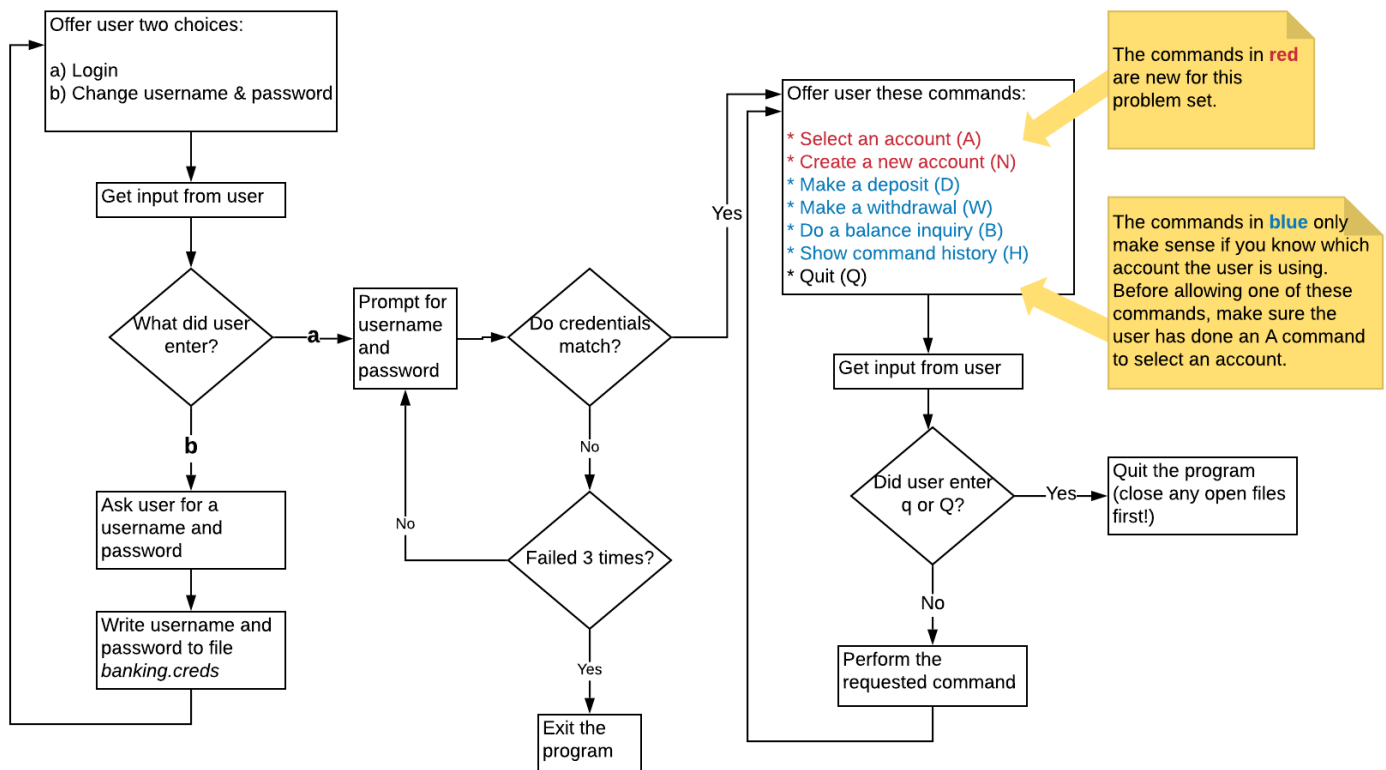 Offer user two choices:
a) Login
b) Change username & password
Get input from user
What did user
enter?
a
b
Ask user for a
username and
password
Write username and
password to file
banking.creds
Prompt for
username
and
password
Do credentials
match?
No
Failed 3 times?
No
Yes
Exit the
program
Yes
Offer user these commands:
* Select an account (A)
* Create a new account (N)
* Make a deposit (D)
* Make a withdrawal (W)
* Do a balance inquiry (B)
* Show command history (H)
* Quit (Q)
Get input from user
Did user enter
q or Q?
Yes
Quit the program
(close any open files
first!)
No
Perform the
requested command
The commands in red
are new for this
problem set.
The commands in blue only
make sense if you know which
account the user is using.
Before allowing one of these
commands, make sure the
user has done an A command
to select an account.